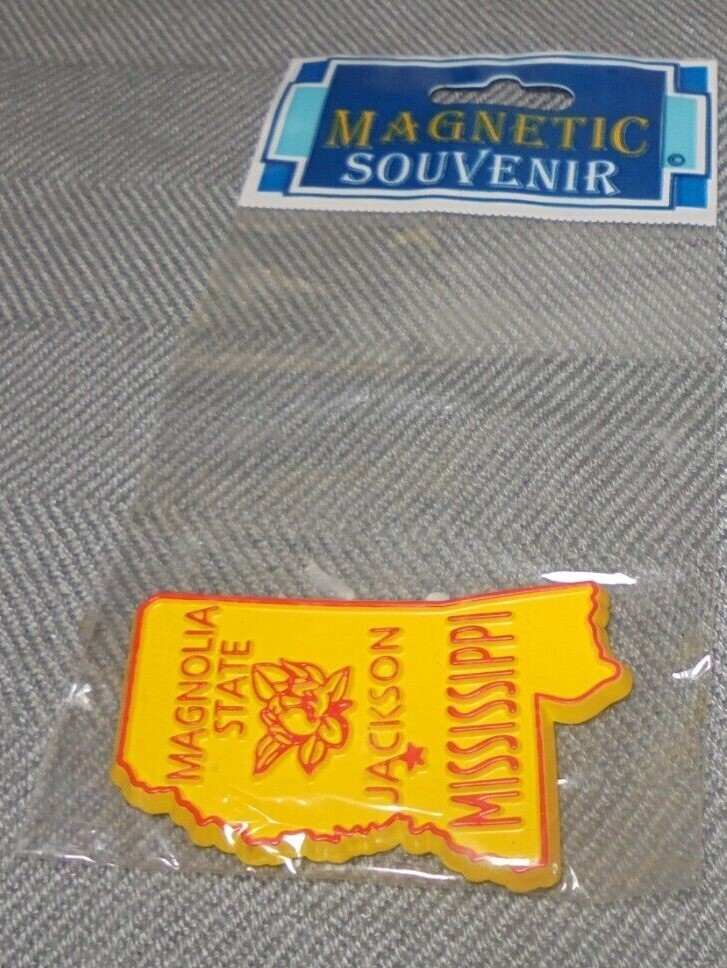 MAGNETIC
SOUVENIR
©
MAGNOLIA
STATE
JACKSON
MISSISSIPPI